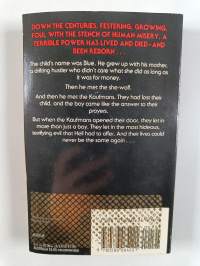 DOWN THE CENTURIES, FESTERING, GROWING,
FOUL WITH THE STENCH OF HUMAN MISERY, A
TERRIBLE POWER HAS LIVED AND DIED—AND
BEEN REBORN . . .
The child's name was Blue. He grew up with his mother,
a drifting hustler who didn't care what she did as long as
it was for money.
Then he met the she-wolf.
And then he met the Kaufmans. They had lost their
child, and the boy came like the answer to their
prayers.
But when the Kaufmans opened their door, they let in
more than just a boy. They let in the most hideous,
terrifying evil that Hell had to offer. And their lives could
never be the same again . . . .